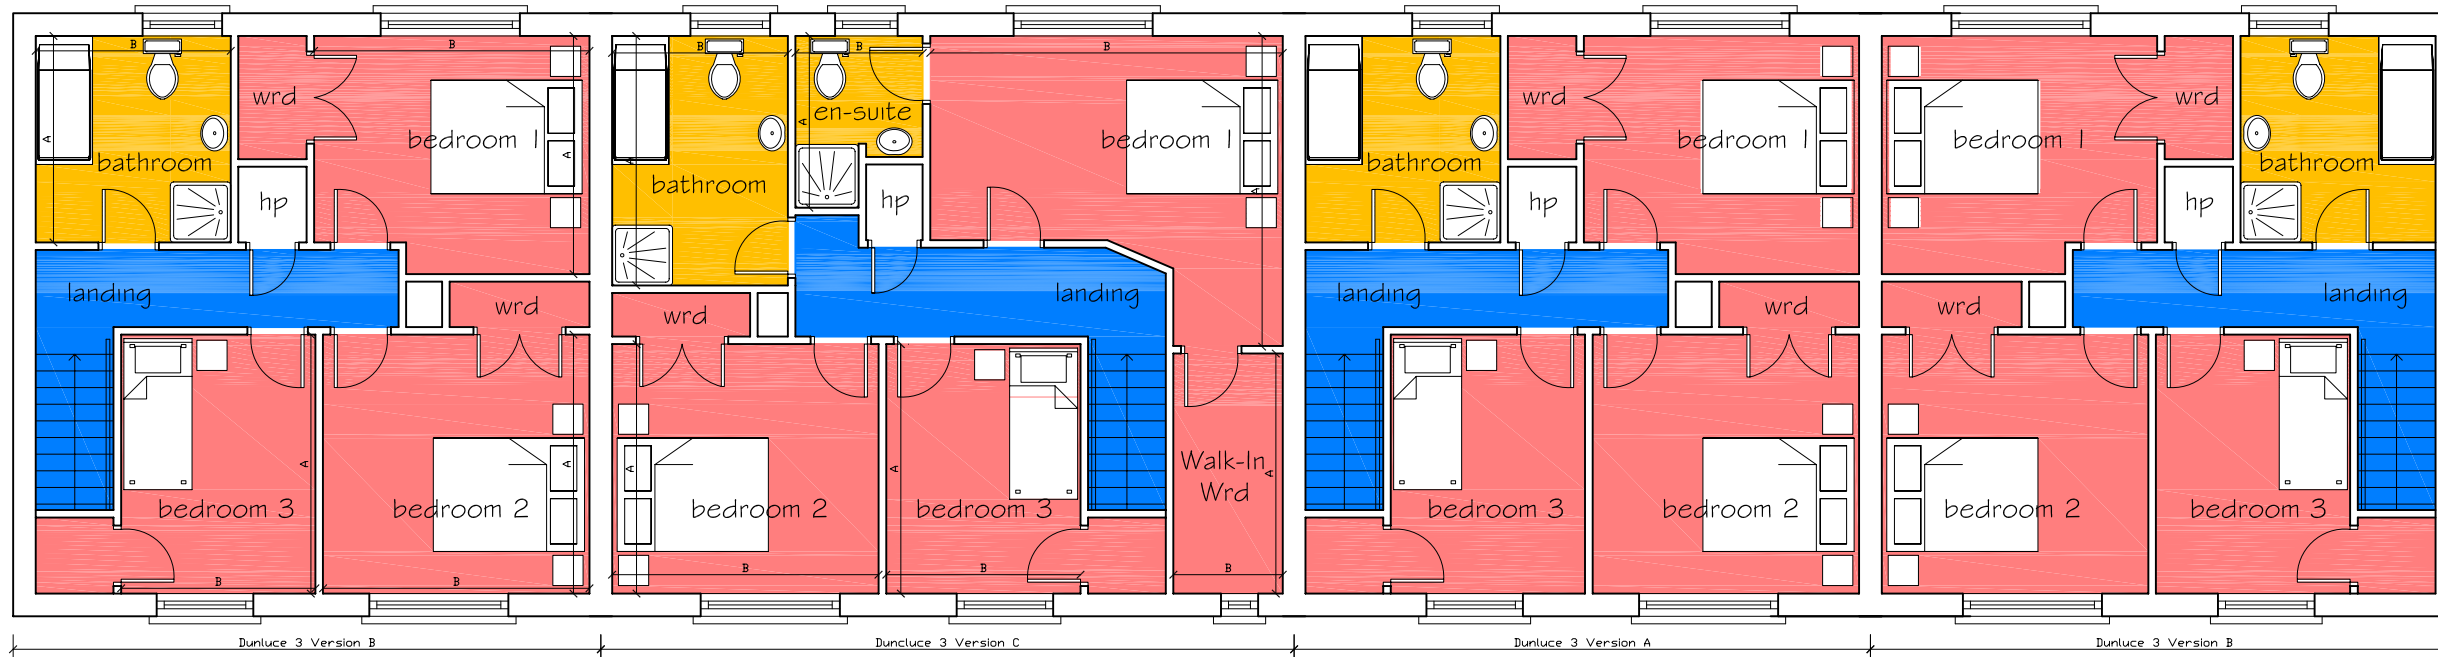 B
B
B
B
B
A
wrd
bedroom 1
A
bathroom
hp
landing
wrd
A
bedroom 3
A
bedroom 2
B
B
A
en-suite
A
bedroom 1
bathroom
hp
A
landing
wrd
A
bedroom 2
A
bedroom 3
Walk-In
Wrd
A
B
B
B
wrd
bedroom 1
bathroom
hp
landing
wrd
bedroom 3
bedroom 2
bedroom 1
wrd
bathroom
hp
wrd
landing
bedroom 2
bedroom 3
Dunluce 3 Version B
Duncluce 3 Version C
Dunluce 3 Version A
Dunluce 3 Version B